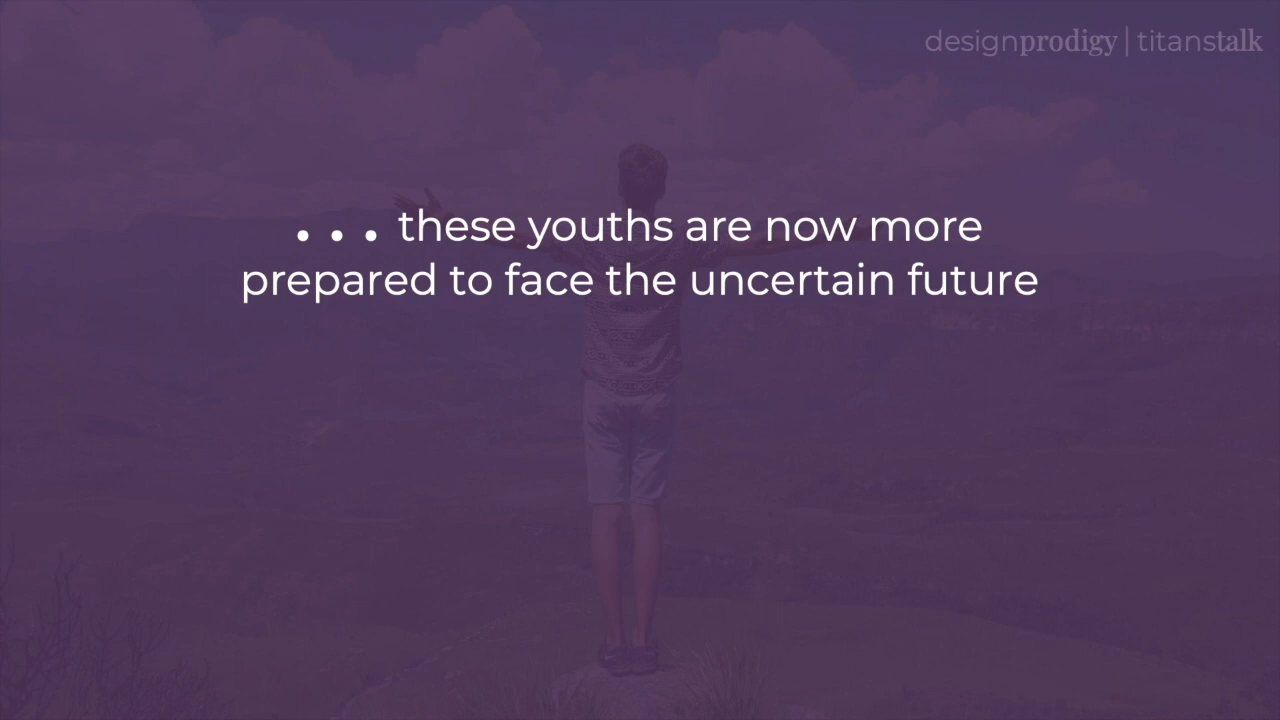 designprodigy | titanstalk
. . . these youths are now more
prepared to face the uncertain future